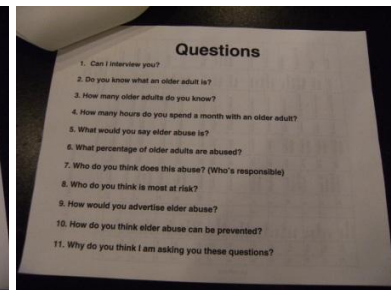 Questions
1. Can I interview you?
2. Do you know what an older adult is?
3. How many older adults do you know?
4. How many hours do you spend a month with an older adult?
5. What would you say elder abuse is?
6. What percentage of older adults are abused?
7. Who do you think does this abuse? (Who's responsible)
8. Who do you think is most at risk?
9. How would you advertise elder abuse?
10. How do you think elder abuse can be prevented?
11. Why do you think I am asking you these questions?